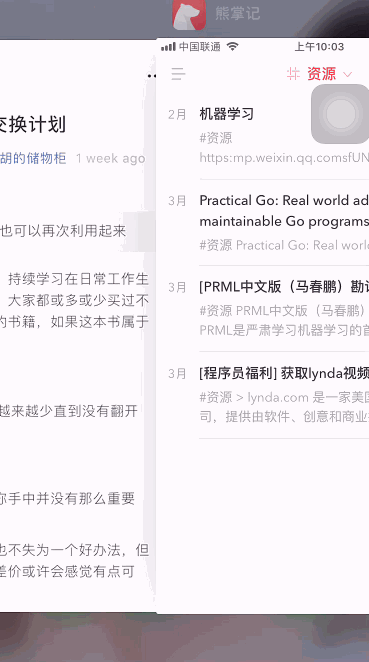 熊掌记
交换计划
胡的储物柜 1 week ago
也可以再次利用起来
持续学习在日常工作生
大家都或多或少买过不
的书籍，如果这本书属于
越来越少直到没有翻开
你手中并没有那么重要
也不失为一个好办法，但
差价或许会感觉有点可
中国联通 上午10:03
资源
2月 机器学习
#资源
https:mp.weixin.qq.comsfUN
3月 Practical Go: Real world ad
maintainable Go programs
#资源 Practical Go: Real world
3月 [PRML中文版（马春鹏）勘误
#资源 PRML中文版（马春鹏）
PRML是严肃学习机器学习的首
3月 [程序员福利] 获取lynda视频
#资源 > lynda.com 是一家美国
司，提供由软件、创意和商业